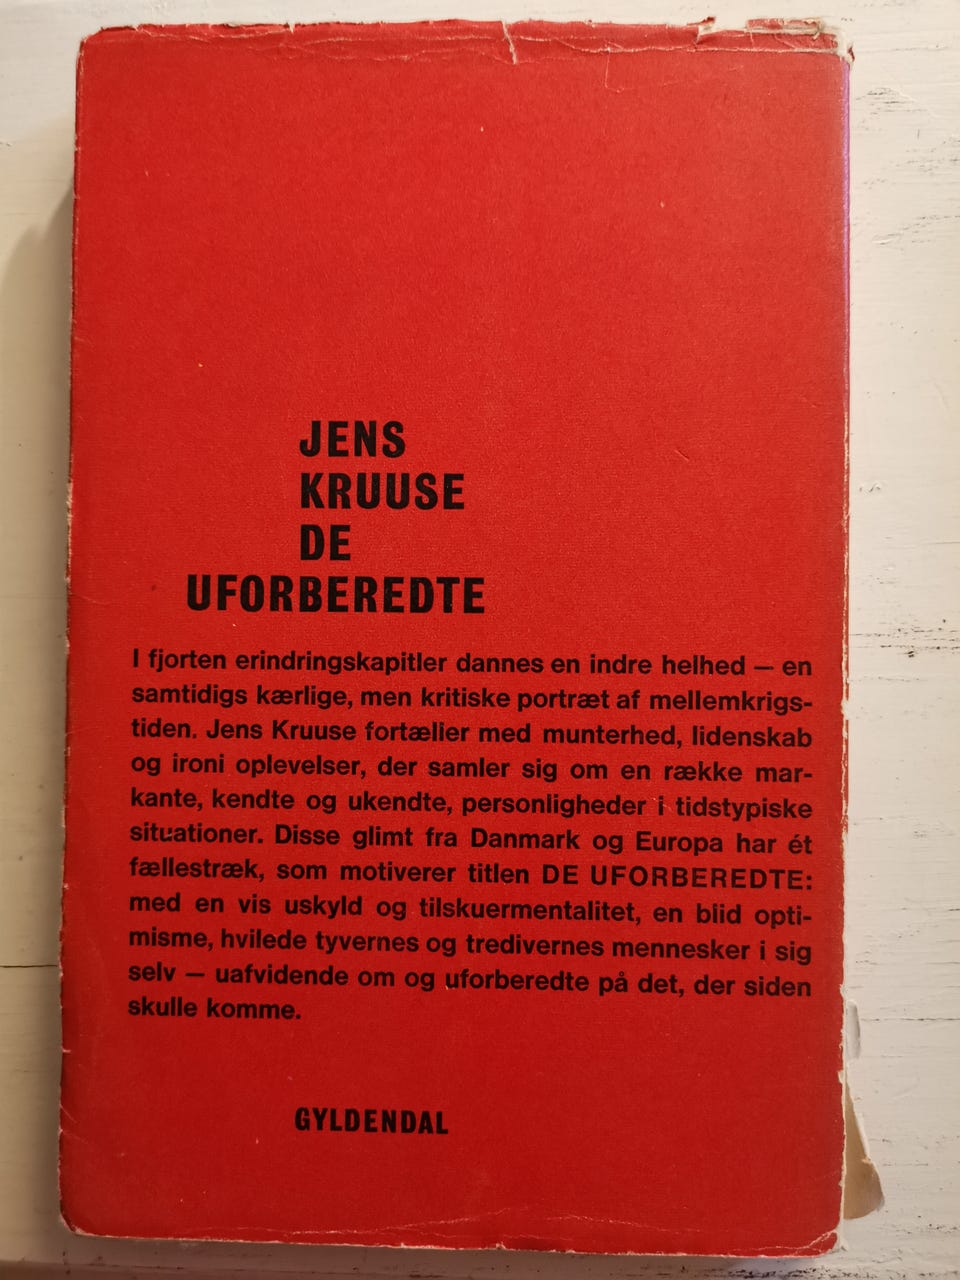 JENS
KRUUSE
DE
UFORBEREDTE
I fjorten erindringskapitler dannes en indre helhed — en
samtidigs kærlige, men kritiske portræt af mellemkrigs-
tiden. Jens Kruuse fortælier med munterhed, lidenskab
og ironi oplevelser, der samler sig om en række mar-
kante, kendte og ukendte, personligheder i tidstypiske
situationer. Disse glimt fra Danmark og Europa har ét
fællestræk, som motiverer titlen DE UFORBEREDTE:
med en vis uskyld og tilskuermentalitet, en blid opti-
misme, hvilede tyvernes og tredivernes mennesker i sig
selv — uafvidende om og uforberedte på det, der siden
skulle komme.
GYLDENDAL